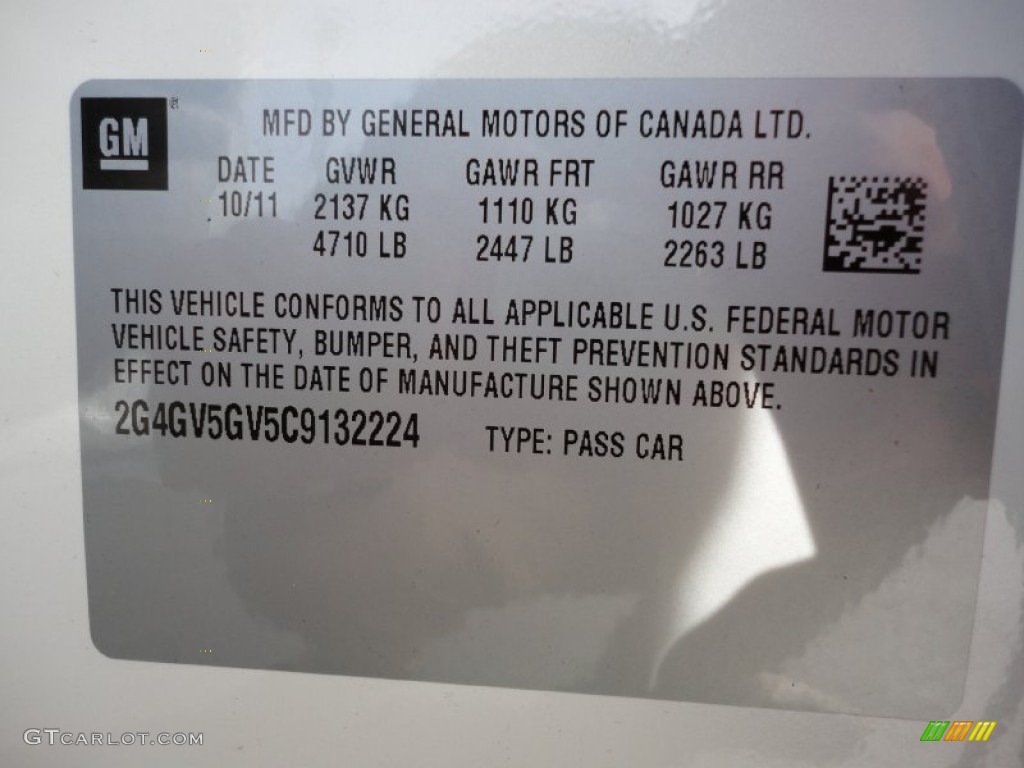 GM ®
MFD BY GENERAL MOTORS OF CANADA LTD.
DATE GVWR GAWR FRT GAWR RR
10/11 2137 KG 1110 KG 1027 KG
4710 LB 2447 LB 2263 LB
THIS VEHICLE CONFORMS TO ALL APPLICABLE U.S. FEDERAL MOTOR
VEHICLE SAFETY, BUMPER, AND THEFT PREVENTION STANDARDS IN
EFFECT ON THE DATE OF MANUFACTURE SHOWN ABOVE.
2G4GV5GV5C9132224 TYPE: PASS CAR
GTCARLOT.COM